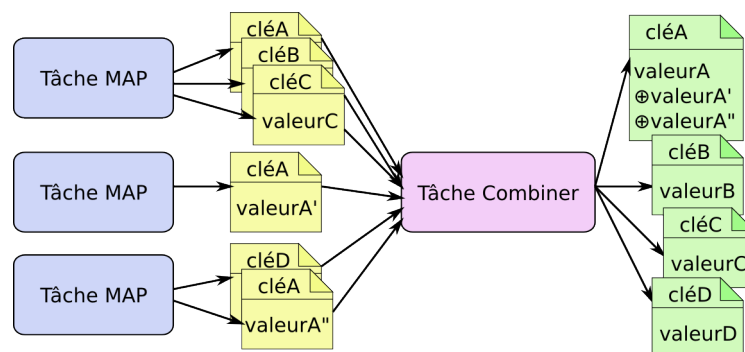 Tâche MAP
cléA
cléB
cléC
valeurC
Tâche MAP
cléA
valeurA'
Tâche MAP
cléD
cléA
valeurA"
Tâche Combiner
cléA
valeurA
⊕valeurA'
⊕valeurA"
cléB
valeurB
cléC
valeurC
cléD
valeurD